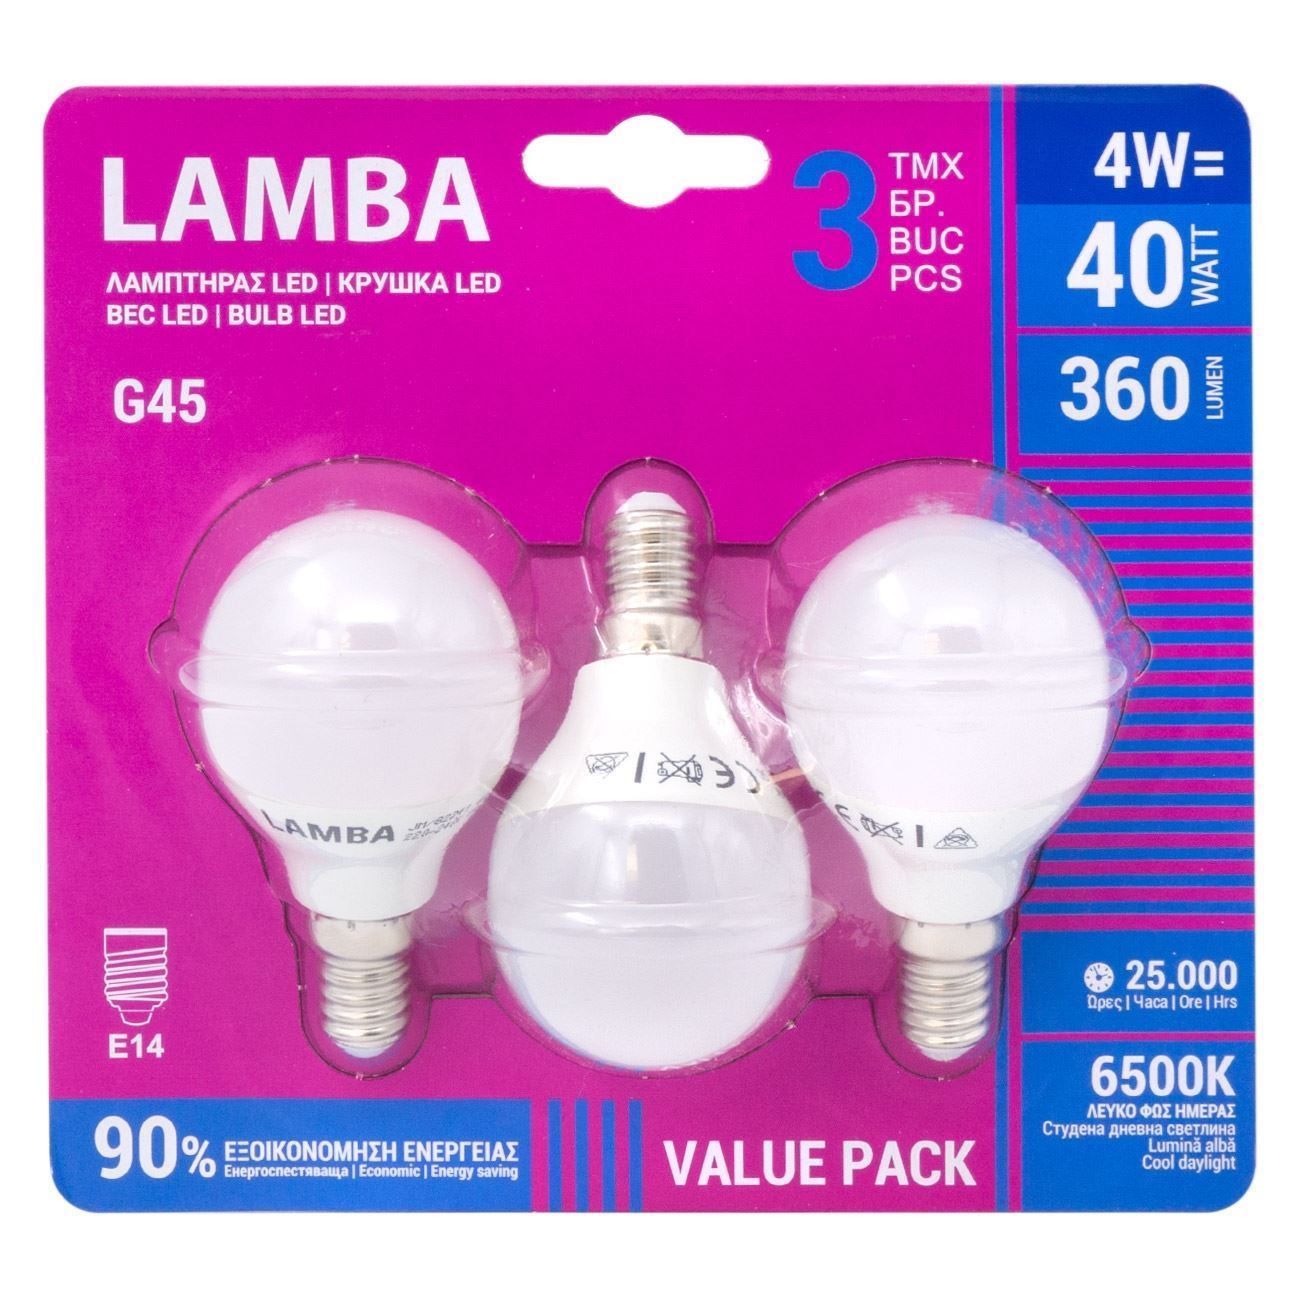 LAMBA
ΛΑΜΠΤΗΡΑΣ LED | КРУШКА LED
BEC LED | BULB LED
G45
3
ΤΜΧ
БР.
BUC
PCS
4W=
40 WATT
360 LUMEN
LAMBA
CE
E14
25.000
Ώρες | Часа | Ore | Hrs
6500K
ΛΕΥΚΟ ΦΩΣ ΗΜΕΡΑΣ
Студена дневна светлина
Lumină albă
Cool daylight
90% ΕΞΟΙΚΟΝΟΜΗΣΗ ΕΝΕΡΓΕΙΑΣ
Енергоспестяваща | Economic | Energy saving
VALUE PACK